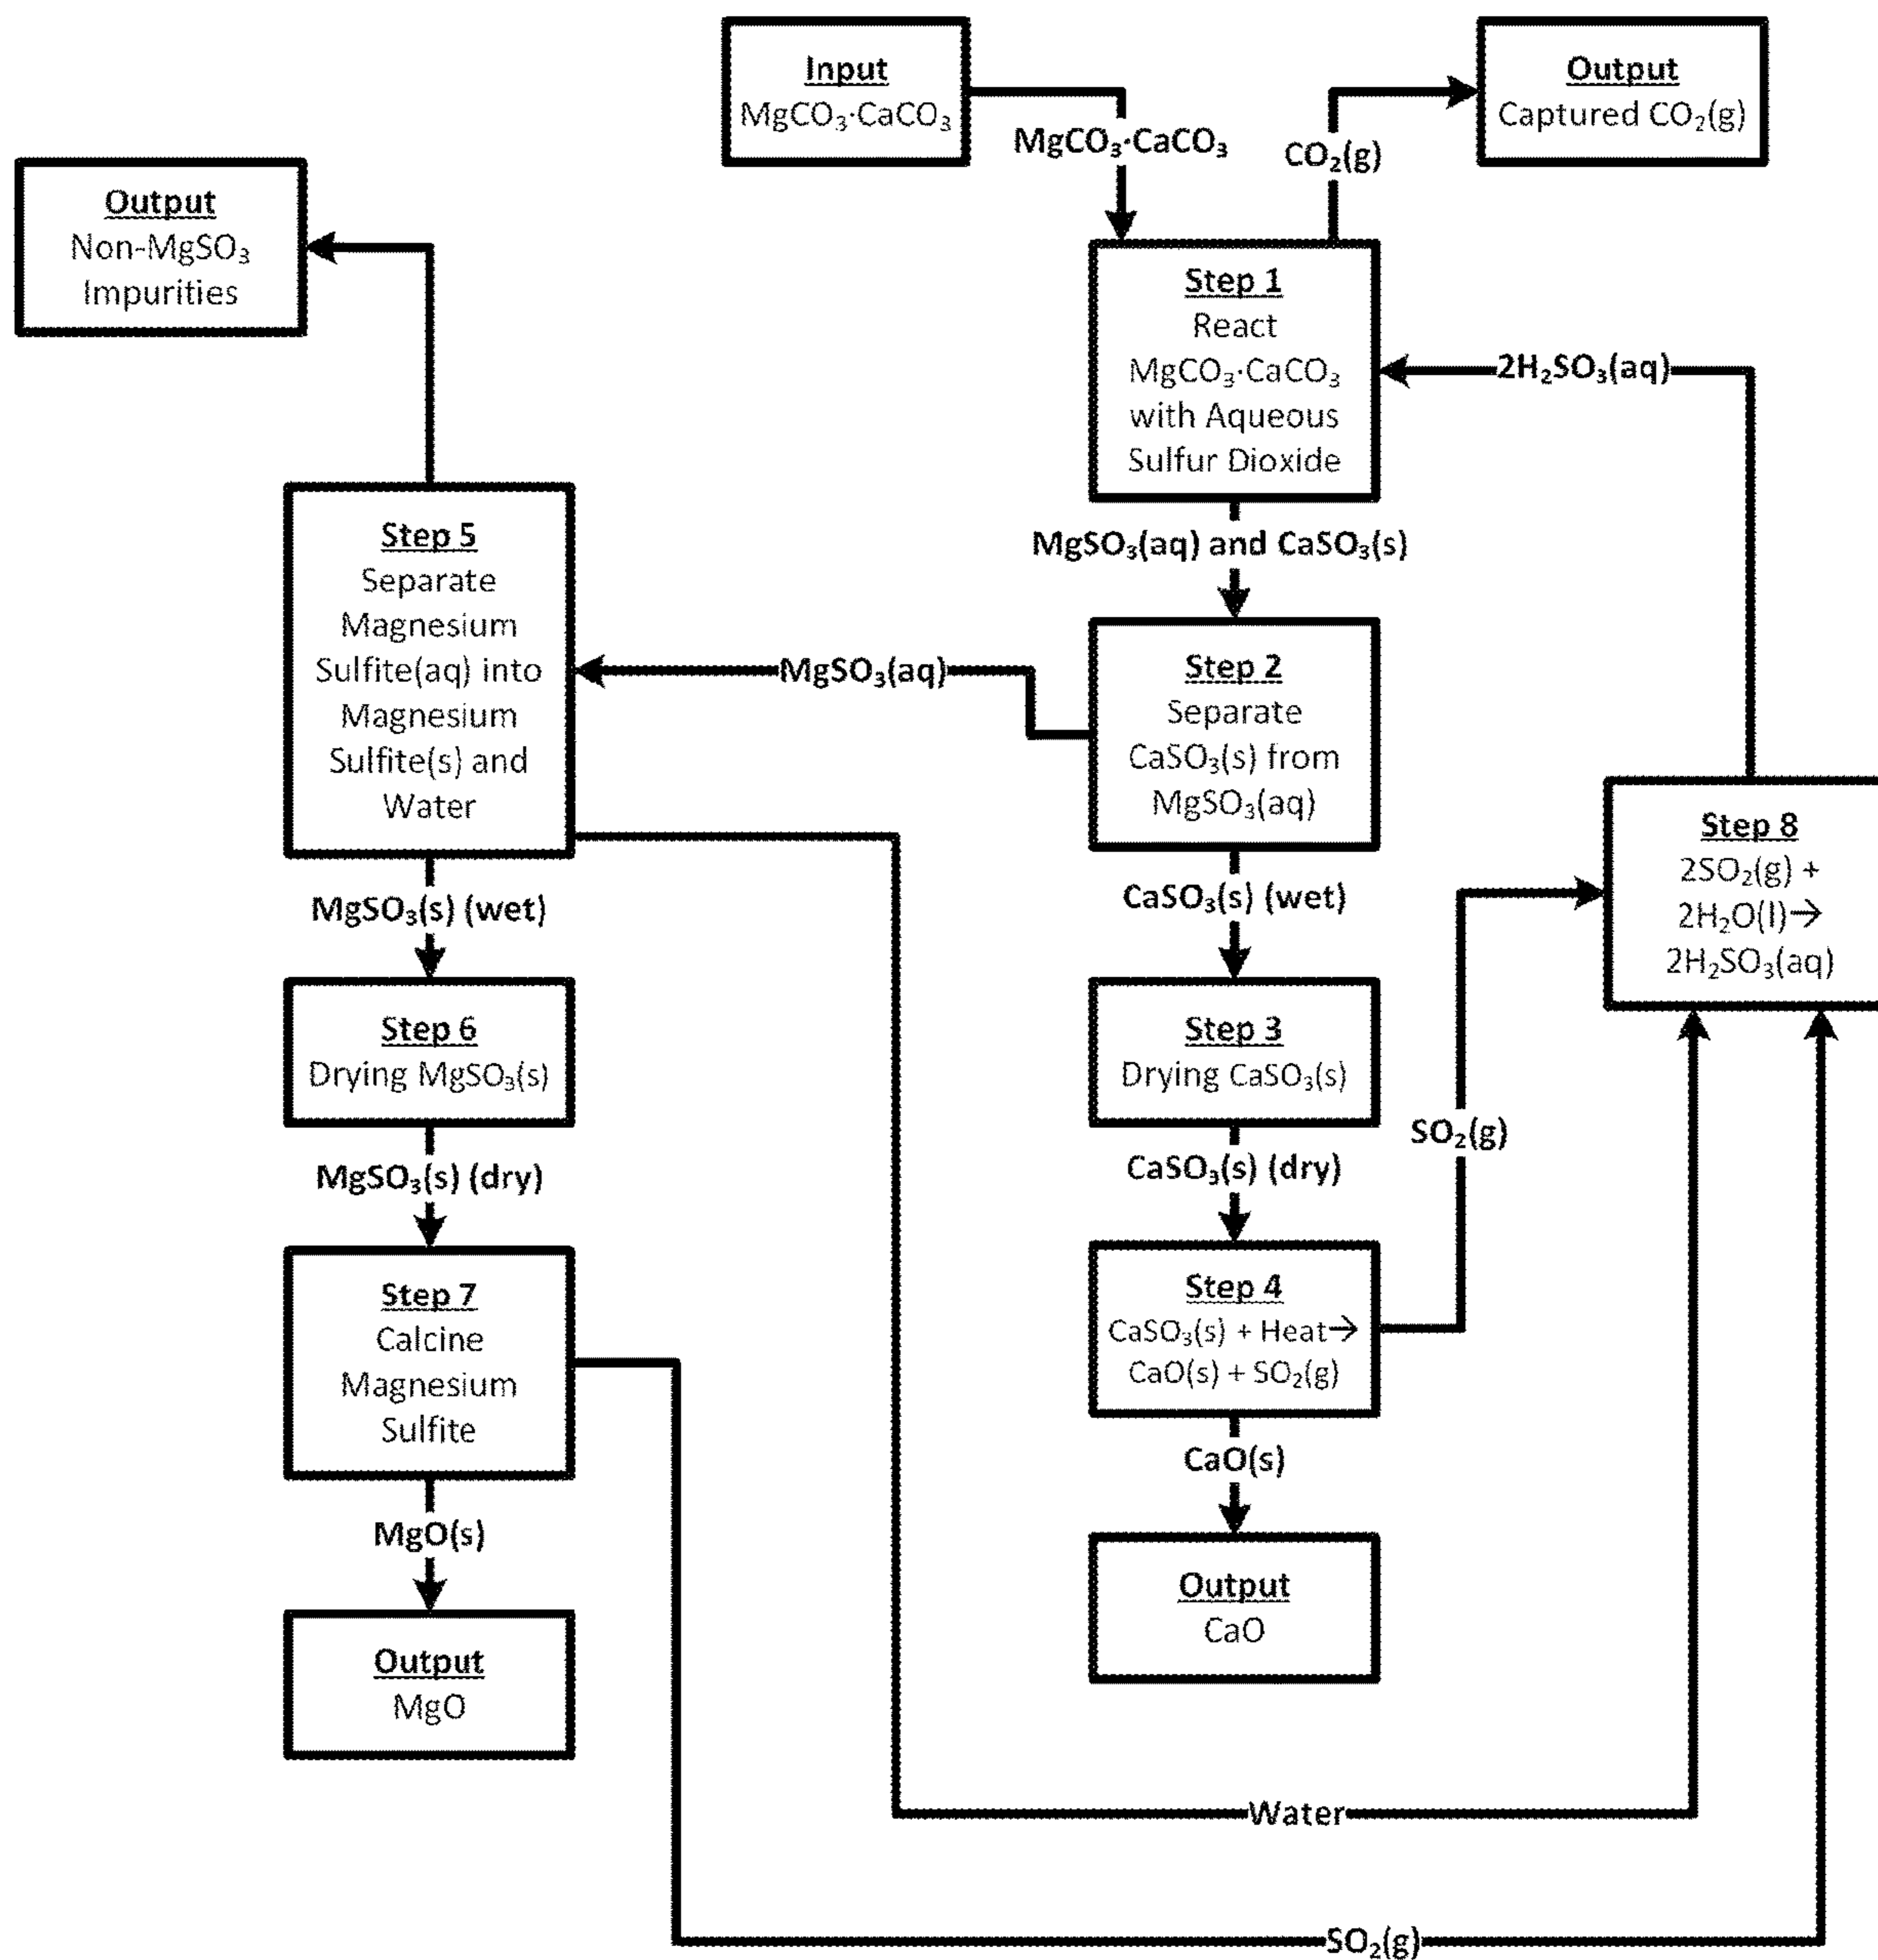 Input
MgCO₃·CaCO₃
Output
Captured CO₂(g)
MgCO₃·CaCO₃
CO₂(g)
Output
Non-MgSO₃
Impurities
Step 1
React
MgCO₃·CaCO₃
with Aqueous
Sulfur Dioxide
2H₂SO₃(aq)
MgSO₃(aq) and CaSO₃(s)
Step 5
Separate
Magnesium
Sulfite(aq) into
Magnesium
Sulfite(s) and
Water
MgSO₃(aq)
Step 2
Separate
CaSO₃(s) from
MgSO₃(aq)
Step 8
2SO₂(g) +
2H₂O(l)→
2H₂SO₃(aq)
MgSO₃(s) (wet)
CaSO₃(s) (wet)
Step 6
Drying MgSO₃(s)
Step 3
Drying CaSO₃(s)
SO₂(g)
MgSO₃(s) (dry)
CaSO₃(s) (dry)
Step 7
Calcine
Magnesium
Sulfite
Step 4
CaSO₃(s) + Heat→
CaO(s) + SO₂(g)
MgO(s)
CaO(s)
Output
MgO
Output
CaO
Water
SO₂(g)